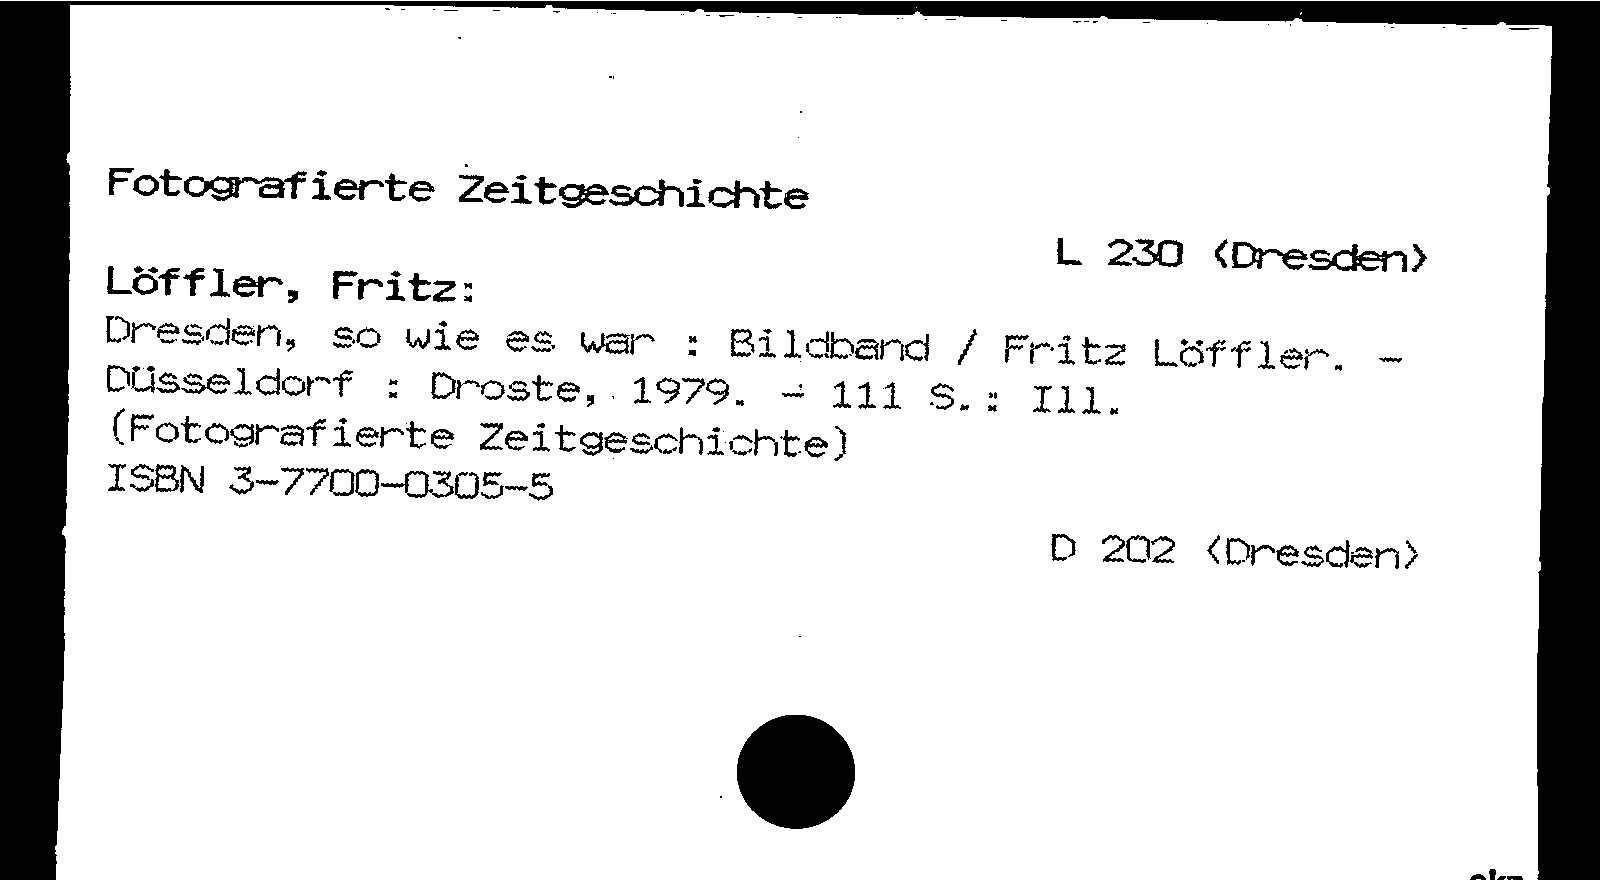 Fotografierte Zeitgeschichte
L 230 <Dresden>
Löffler, Fritz:
Dresden, so wie es war : Bildband / Fritz Löffler. -
Düsseldorf : Droste, 1979. - 111 S.: Ill.
(Fotografierte Zeitgeschichte)
ISBN 3-7700-0305-5
D 202 <Dresden>